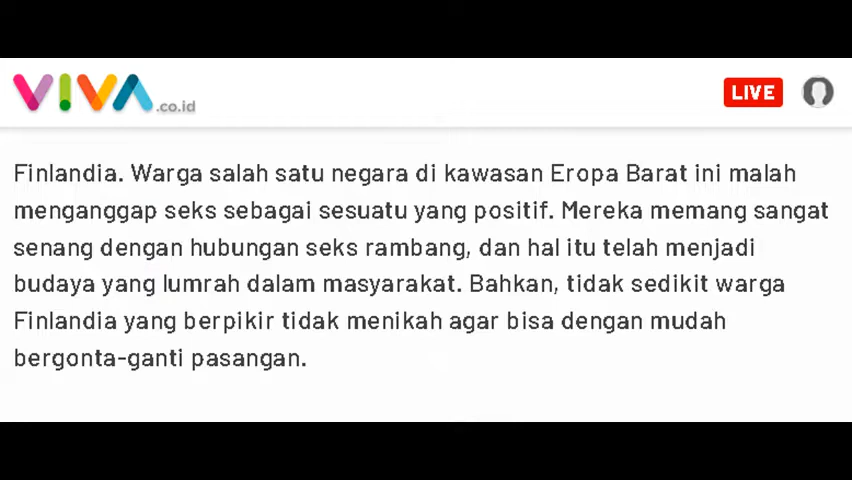 VIVA.co.id
LIVE
Finlandia. Warga salah satu negara di kawasan Eropa Barat ini malah
menganggap seks sebagai sesuatu yang positif. Mereka memang sangat
senang dengan hubungan seks rambang, dan hal itu telah menjadi
budaya yang lumrah dalam masyarakat. Bahkan, tidak sedikit warga
Finlandia yang berpikir tidak menikah agar bisa dengan mudah
bergonta-ganti pasangan.